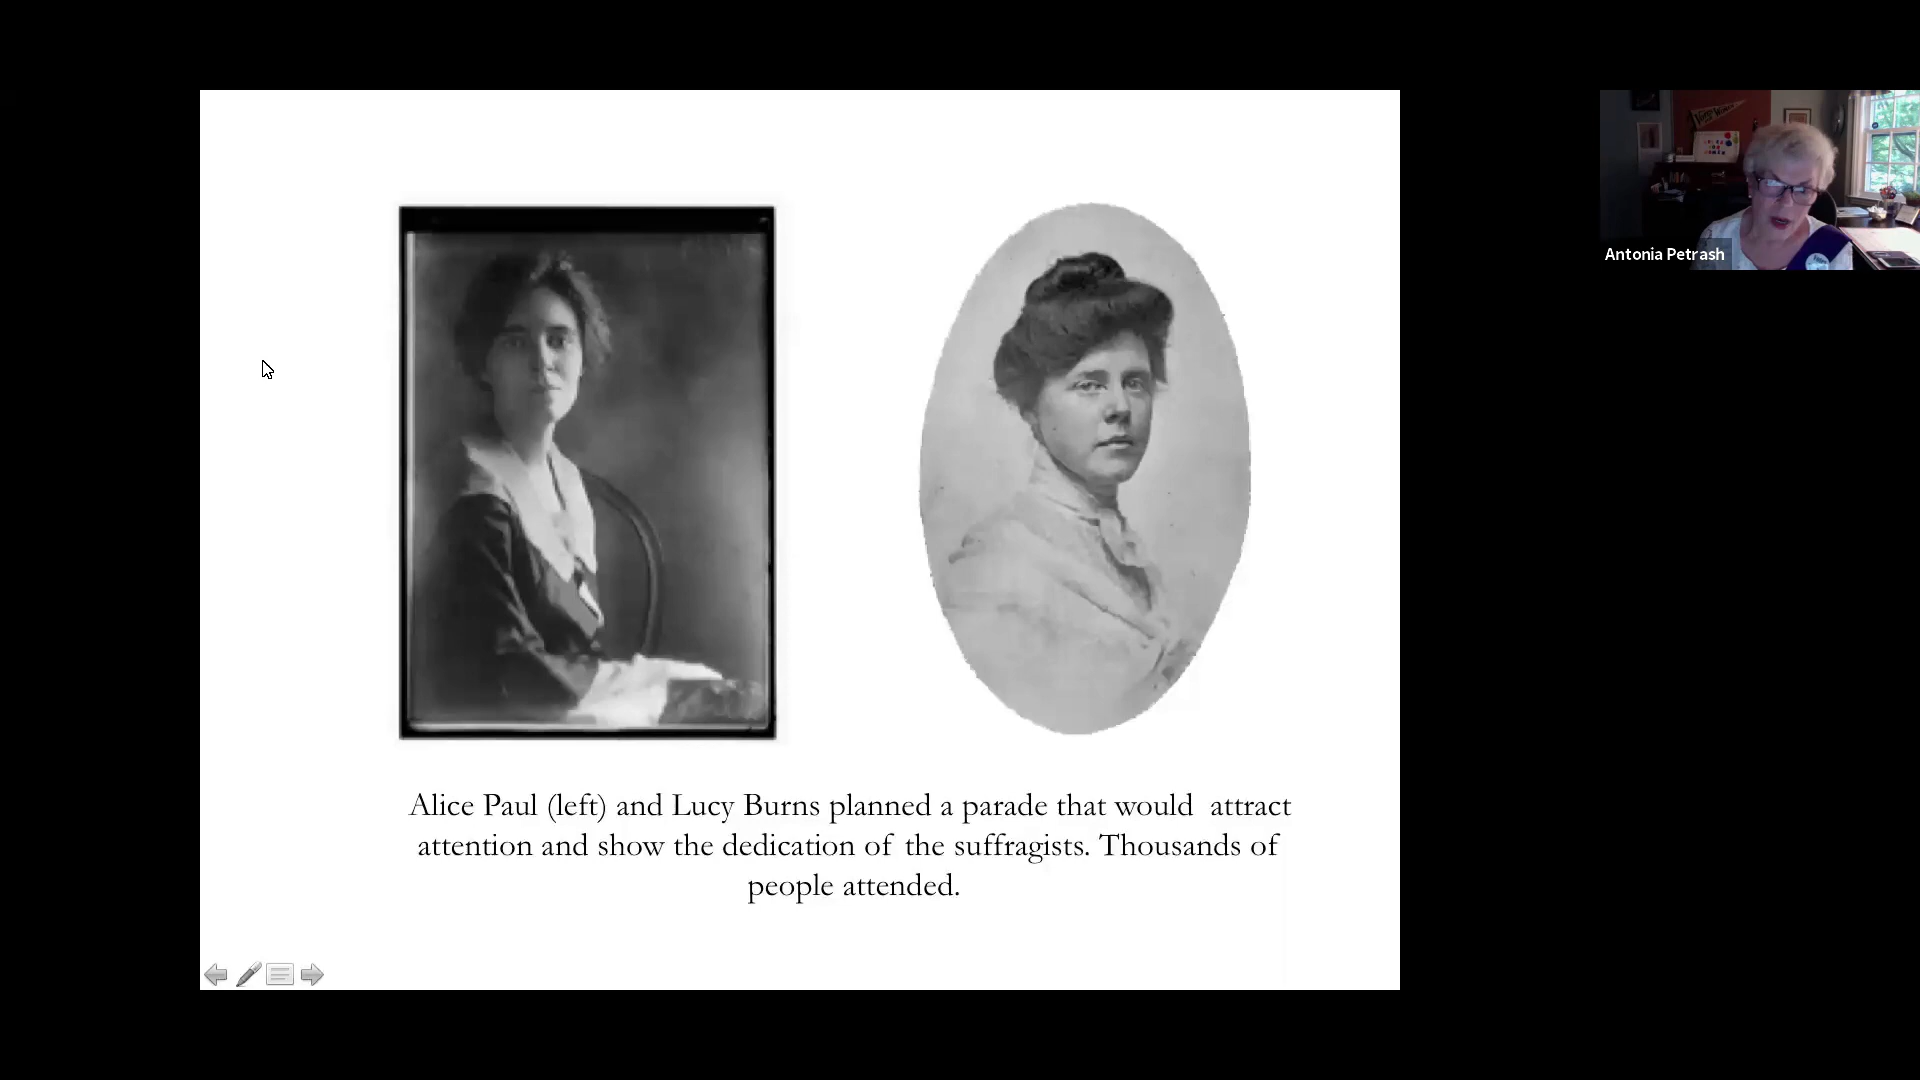 Antonia Petrash
Alice Paul (left) and Lucy Burns planned a parade that would attract
attention and show the dedication of the suffragists. Thousands of
people attended.